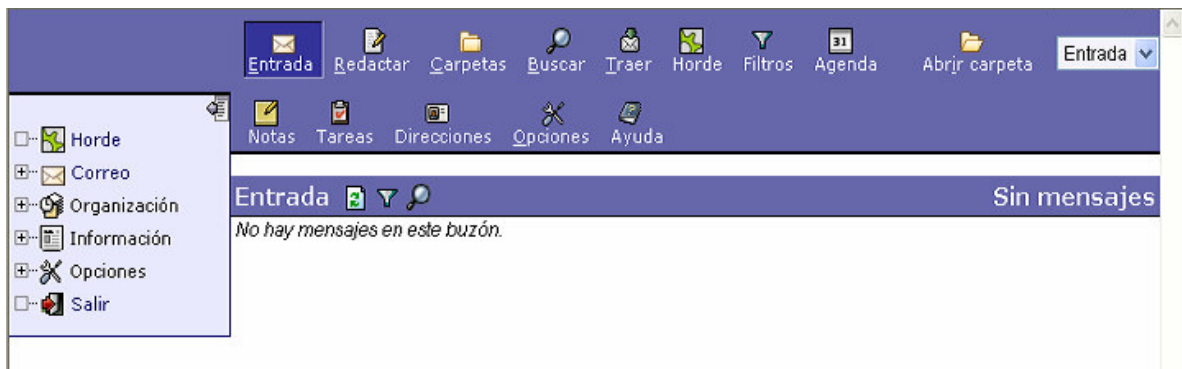 Entrada Redactar Carpetas Buscar Traer Horde Filtros Agenda Abrir carpeta Entrada
Notas Tareas Direcciones Opciones Ayuda
Horde
Correo
Organización
Información
Opciones
Salir
Entrada Sin mensajes
No hay mensajes en este buzón.